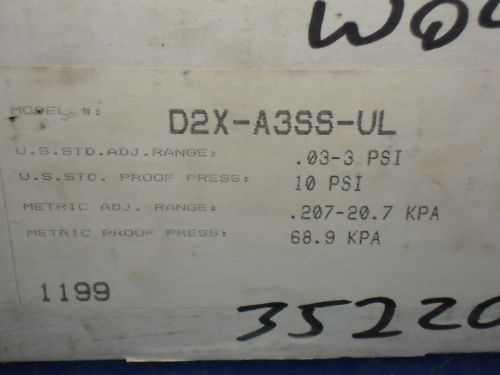 MODEL #: D2X-A3SS-UL
U.S.STD.ADJ.RANGE: .03-3 PSI
U.S.STD. PROOF PRESS: 10 PSI
METRIC ADJ. RANGE: .207-20.7 KPA
METRIC PROOF PRESS: 68.9 KPA
1199
35220